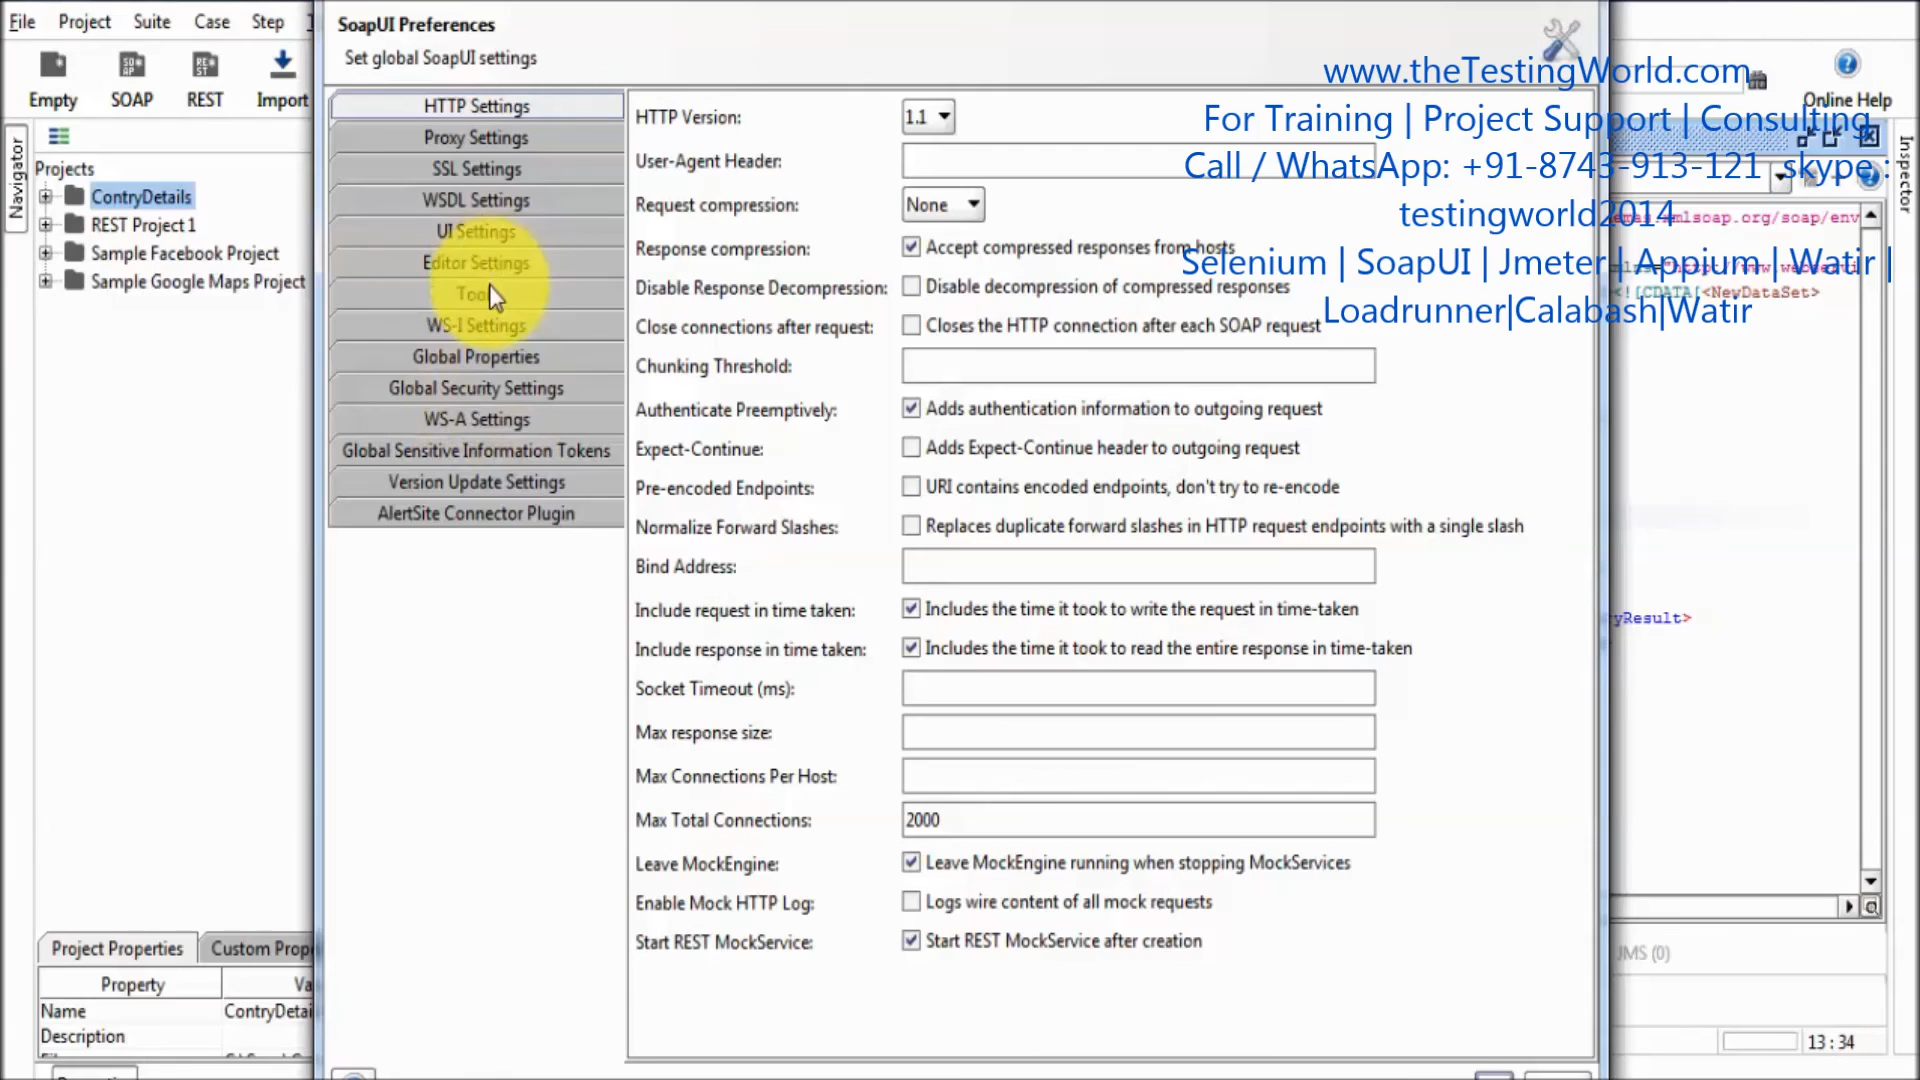 File Project Suite Case Step
SoapUI Preferences
Set global SoapUI settings
Empty SOAP REST Import
Online Help
www.theTestingWorld.com
For Training | Project Support | Consulting
Call / WhatsApp: +91-8743-913-121 skype :
testingworld2014
Selenium | SoapUI | Jmeter | Appium | Watir |
Loadrunner|Calabash|Watir
Navigator
Inspector
Projects
ContryDetails
REST Project 1
Sample Facebook Project
Sample Google Maps Project
HTTP Settings
Proxy Settings
SSL Settings
WSDL Settings
UI Settings
Editor Settings
WS-I Settings
Global Properties
Global Security Settings
WS-A Settings
Global Sensitive Information Tokens
Version Update Settings
AlertSite Connector Plugin
HTTP Version: 1.1
User-Agent Header:
Request compression: None
Response compression: Accept compressed responses from hosts
Disable Response Decompression: Disable decompression of compressed responses
Close connections after request: Closes the HTTP connection after each SOAP request
Chunking Threshold:
Authenticate Preemptively: Adds authentication information to outgoing request
Expect-Continue: Adds Expect-Continue header to outgoing request
Pre-encoded Endpoints: URI contains encoded endpoints, don't try to re-encode
Normalize Forward Slashes: Replaces duplicate forward slashes in HTTP request endpoints with a single slash
Bind Address:
Include request in time taken: Includes the time it took to write the request in time-taken
Include response in time taken: Includes the time it took to read the entire response in time-taken
Socket Timeout (ms):
Max response size:
Max Connections Per Host:
Max Total Connections: 2000
Leave MockEngine: Leave MockEngine running when stopping MockServices
Enable Mock HTTP Log: Logs wire content of all mock requests
Start REST MockService: Start REST MockService after creation
xmlsoap.org/soap/env
<![CDATA[<NewDataSet>
yResult>
JMS (0)
13 : 34
Project Properties Custom Prop
Property Va
Name ContryDetai
Description